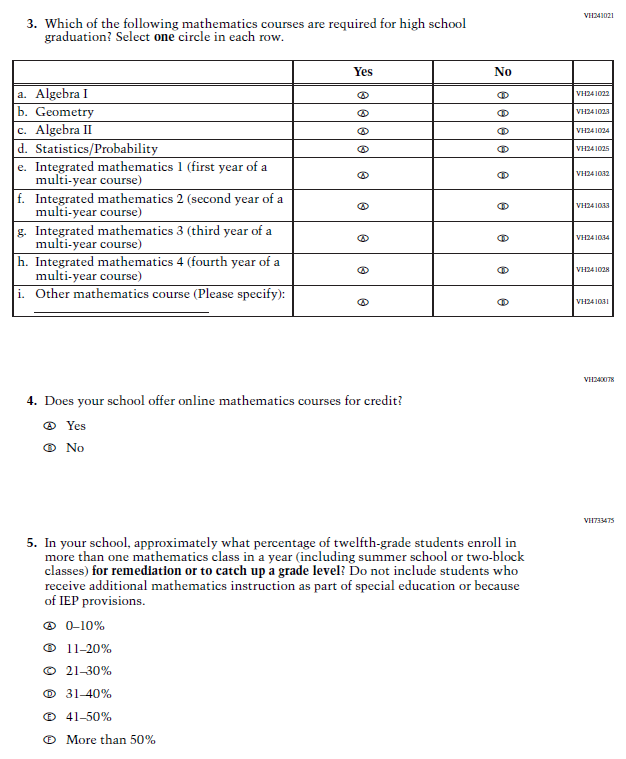 VH241021
3. Which of the following mathematics courses are required for high school
graduation? Select one circle in each row.
Yes No
a. Algebra I A B VH241022
b. Geometry A B VH241023
c. Algebra II A B VH241024
d. Statistics/Probability A B VH241025
e. Integrated mathematics 1 (first year of a
multi-year course) A B VH241032
f. Integrated mathematics 2 (second year of a
multi-year course) A B VH241033
g. Integrated mathematics 3 (third year of a
multi-year course) A B VH241034
h. Integrated mathematics 4 (fourth year of a
multi-year course) A B VH241028
i. Other mathematics course (Please specify):
A B VH241031
VH240078
4. Does your school offer online mathematics courses for credit?
A Yes
B No
VH733475
5. In your school, approximately what percentage of twelfth-grade students enroll in
more than one mathematics class in a year (including summer school or two-block
classes) for remediation or to catch up a grade level? Do not include students who
receive additional mathematics instruction as part of special education or because
of IEP provisions.
A 0–10%
B 11–20%
C 21–30%
D 31–40%
E 41–50%
F More than 50%